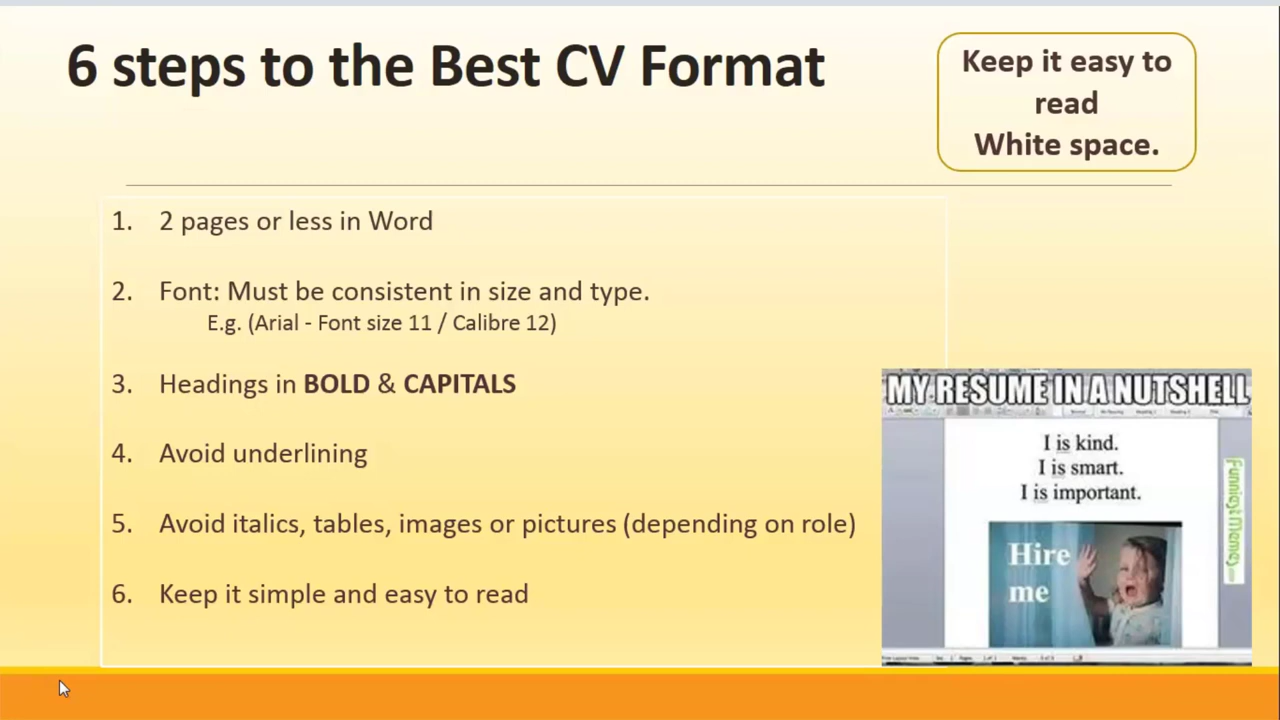 6 steps to the Best CV Format
Keep it easy to
read
White space.
1. 2 pages or less in Word
2. Font: Must be consistent in size and type.
E.g. (Arial - Font size 11 / Calibre 12)
3. Headings in BOLD & CAPITALS
4. Avoid underlining
5. Avoid italics, tables, images or pictures (depending on role)
6. Keep it simple and easy to read
MY RESUME IN A NUTSHELL
I is kind.
I is smart.
I is important.
Hire
me